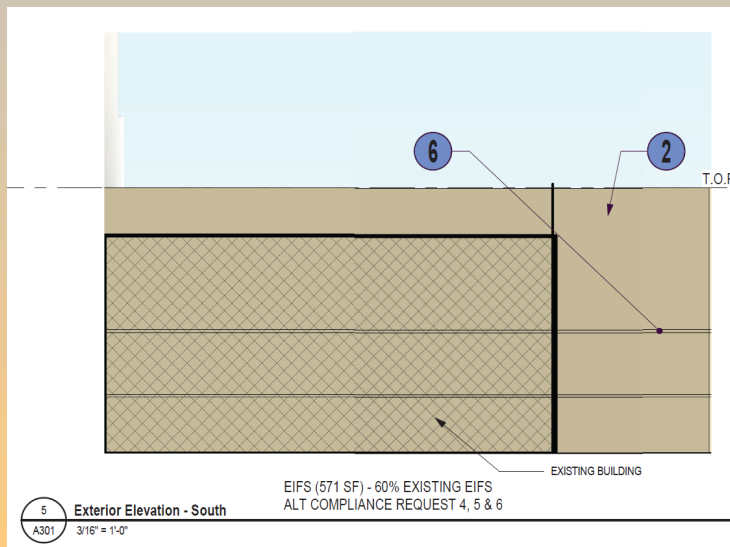 6
2
T.O.P
EXISTING BUILDING
EIFS (571 SF) - 60% EXISTING EIFS
ALT COMPLIANCE REQUEST 4, 5 & 6
5
Exterior Elevation - South
A301
3/16" = 1'-0"